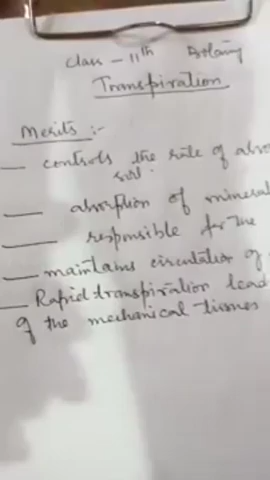 Class - 11th Botany
Transpiration
Merits :-
— controls the rate of
soil.
— absorption of mineral
— responsible for the
— maintains circulation of
— Rapid transpiration lead
of the mechanical tissues